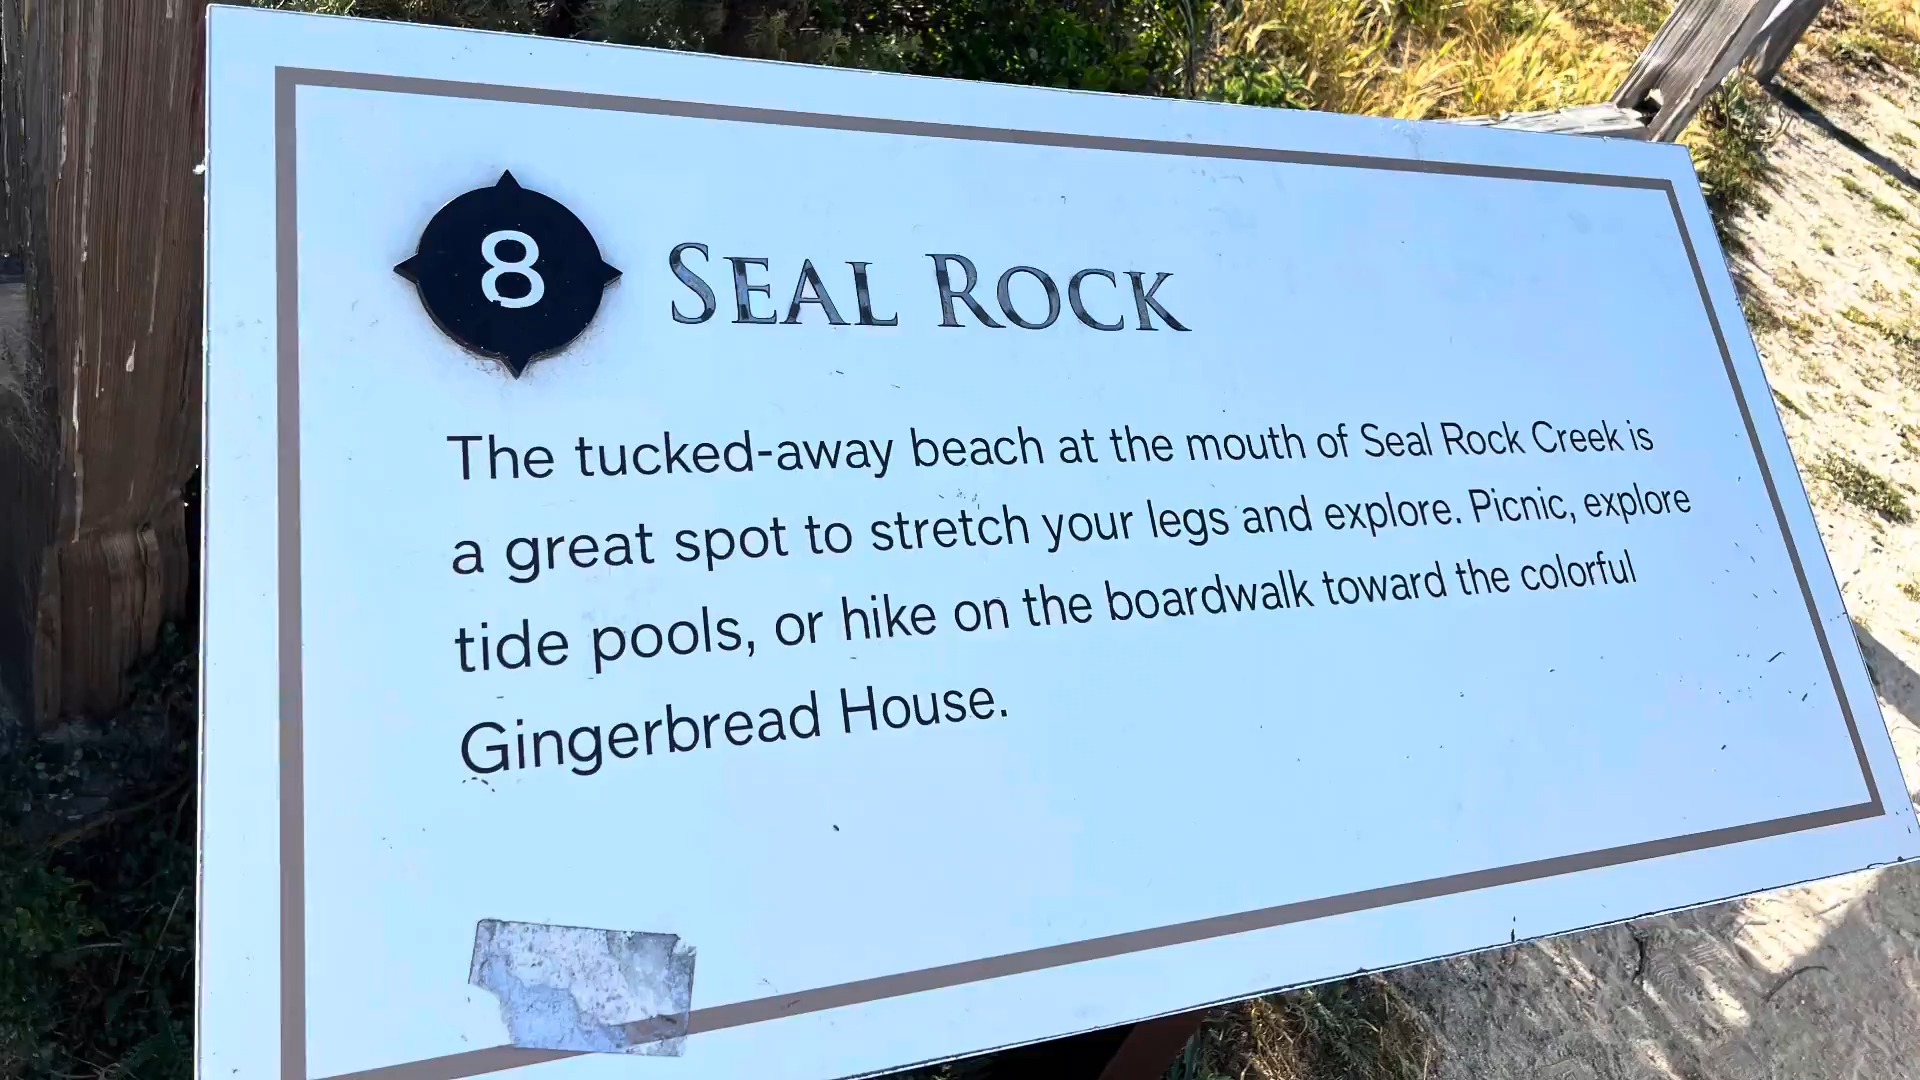 8
SEAL ROCK
The tucked-away beach at the mouth of Seal Rock Creek is
a great spot to stretch your legs and explore. Picnic, explore
tide pools, or hike on the boardwalk toward the colorful
Gingerbread House.